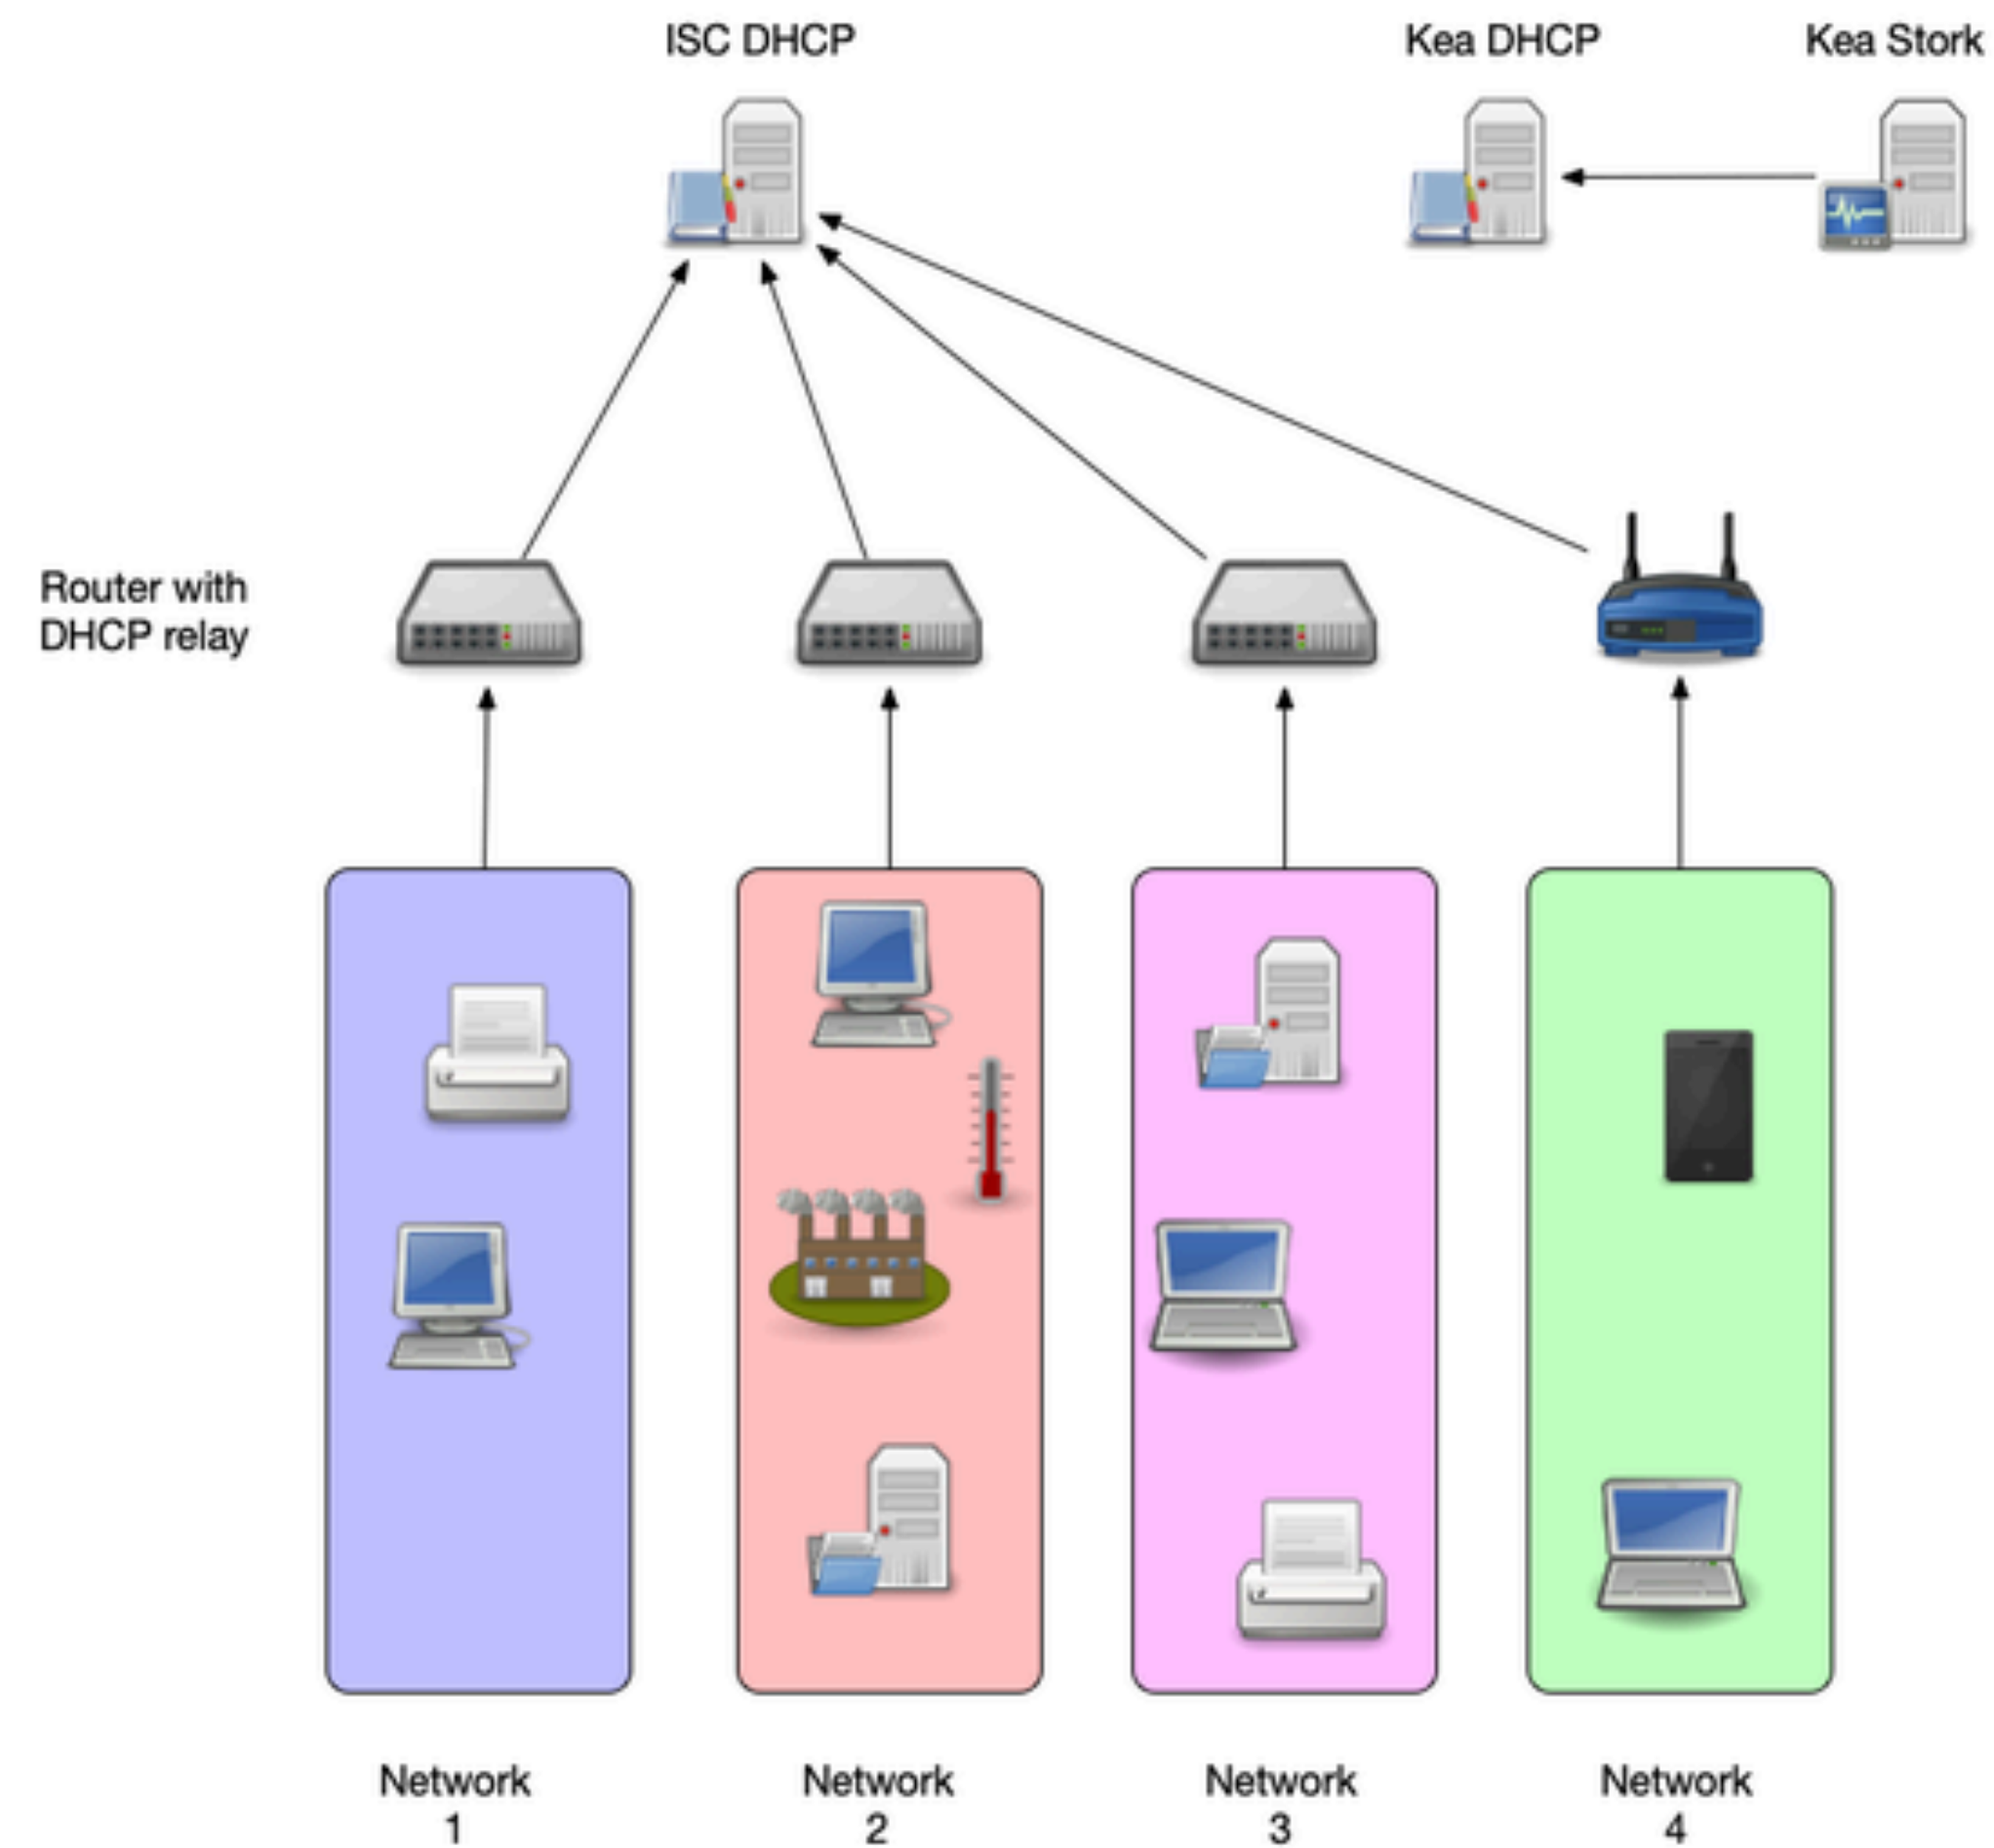 ISC DHCP
Kea DHCP
Kea Stork
Router with
DHCP relay
Network
1
Network
2
Network
3
Network
4